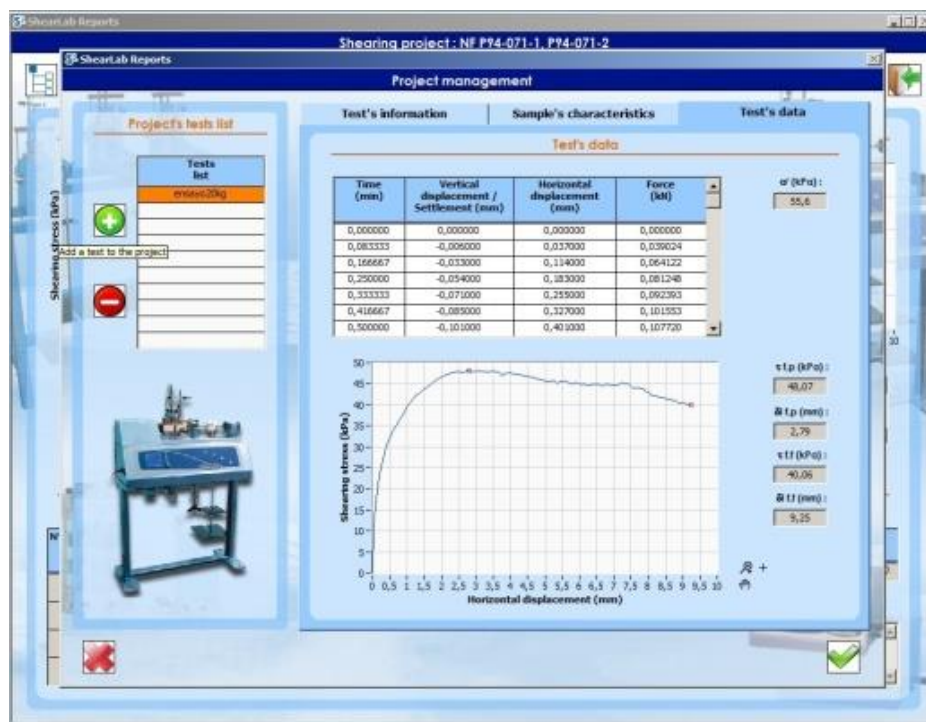 ShearLab Reports
Shearing project : NF P94-071-1, P94-071-2
ShearLab Reports
Project management
Test's information
Sample's characteristics
Test's data
Project's tests list
Tests
list
ensayo20kg
Add a test to the project
Test's data
Time
(min)
Vertical
displacement /
Settlement (mm)
Horizontal
displacement
(mm)
Force
(kN)
0,000000 0,000000 0,000000 0,000000
0,083333 -0,006000 0,037000 0,039024
0,166667 -0,033000 0,114000 0,064122
0,250000 -0,054000 0,183000 0,081248
0,333333 -0,071000 0,255000 0,092393
0,416667 -0,085000 0,327000 0,101553
0,500000 -0,101000 0,401000 0,107720
σ' (kPa) :
55,6
50
45
40
35
30
25
20
15
10
5
0
Shearing stress (kPa)
0 0,5 1 1,5 2 2,5 3 3,5 4 4,5 5 5,5 6 6,5 7 7,5 8 8,5 9 9,5 10
Horizontal displacement (mm)
τ f.p (kPa) :
48,07
δl f.p (mm) :
2,79
τ f.f (kPa) :
40,06
δl f.f (mm) :
9,25
Shearing stress (kPa)
10